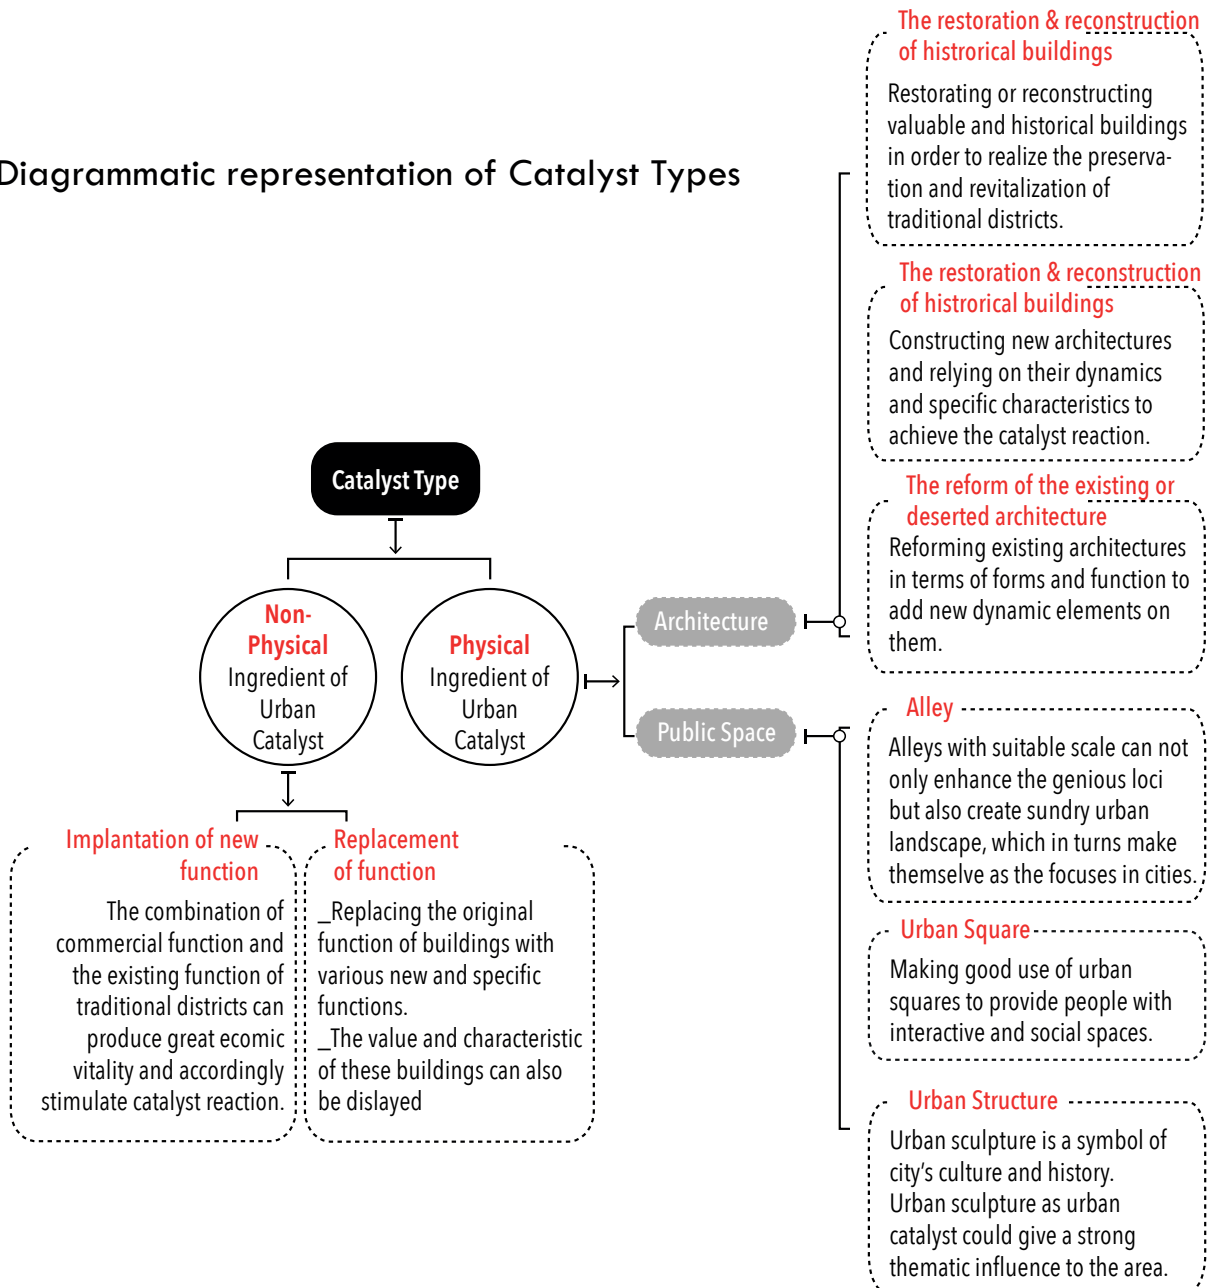 Diagrammatic representation of Catalyst Types
Catalyst Type
Non-
Physical
Ingredient of
Urban
Catalyst
Physical
Ingredient of
Urban
Catalyst
Implantation of new
function
The combination of
commercial function and
the existing function of
traditional districts can
produce great ecomic
vitality and accordingly
stimulate catalyst reaction.
Replacement
of function
_Replacing the original
function of buildings with
various new and specific
functions.
_The value and characteristic
of these buildings can also
be dislayed
Architecture
The restoration & reconstruction
of histrorical buildings
Restorating or reconstructing
valuable and historical buildings
in order to realize the preserva-
tion and revitalization of
traditional districts.
The restoration & reconstruction
of histrorical buildings
Constructing new architectures
and relying on their dynamics
and specific characteristics to
achieve the catalyst reaction.
The reform of the existing or
deserted architecture
Reforming existing architectures
in terms of forms and function to
add new dynamic elements on
them.
Public Space
Alley
Alleys with suitable scale can not
only enhance the genious loci
but also create sundry urban
landscape, which in turns make
themselve as the focuses in cities.
Urban Square
Making good use of urban
squares to provide people with
interactive and social spaces.
Urban Structure
Urban sculpture is a symbol of
city's culture and history.
Urban sculpture as urban
catalyst could give a strong
thematic influence to the area.